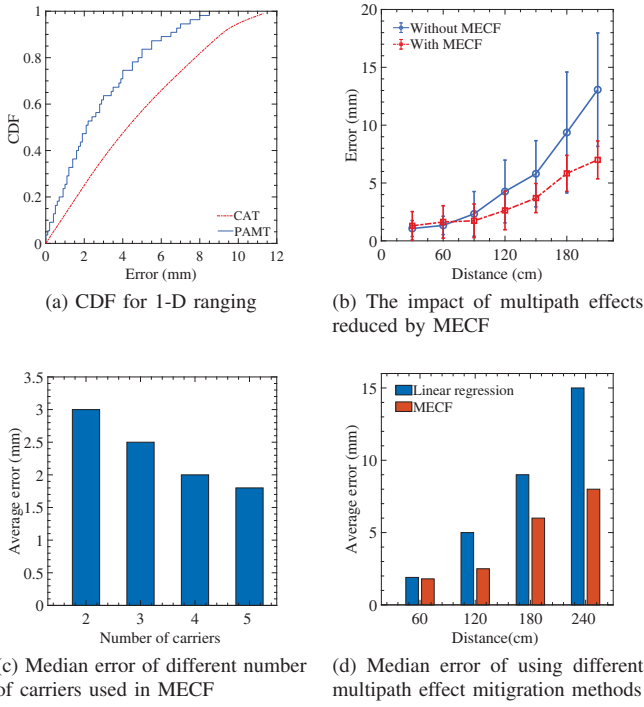 1
0.8
0.6
0.4
0.2
0
CDF
CAT
PAMT
0 2 4 6 8 10 12
Error (mm)
(a) CDF for 1-D ranging
20
15
10
5
0
Error (mm)
Without MECF
With MECF
0 60 120 180
Distance (cm)
(b) The impact of multipath effects
reduced by MECF
3.5
3
2.5
2
1.5
1
0.5
0
Average error (mm)
2 3 4 5
Number of carriers
(c) Median error of different number
of carriers used in MECF
15
10
5
0
Average error (mm)
Linear regression
MECF
60 120 180 240
Distance(cm)
(d) Median error of using different
multipath effect mitigration methods